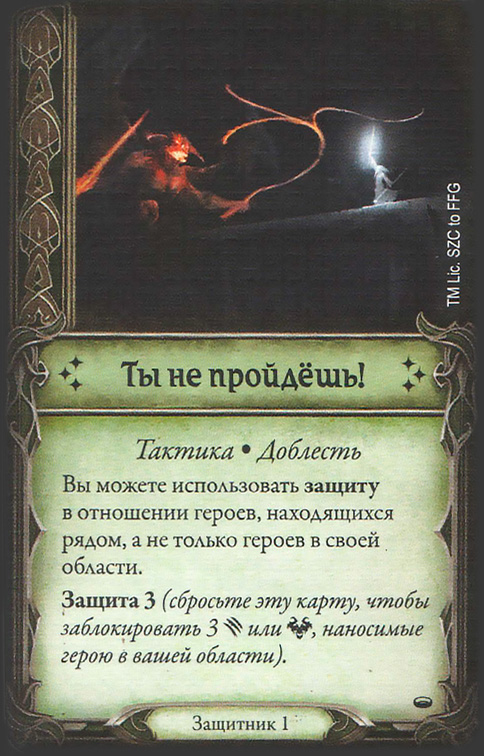 TM Lic. SZC to FFG
Ты не пройдёшь!
Тактика • Доблесть
Вы можете использовать защиту
в отношении героев, находящихся
рядом, а не только героев в своей
области.
Защита 3 (сбросьте эту карту, чтобы
заблокировать 3 или , наносимые
герою в вашей области).
Защитник 1